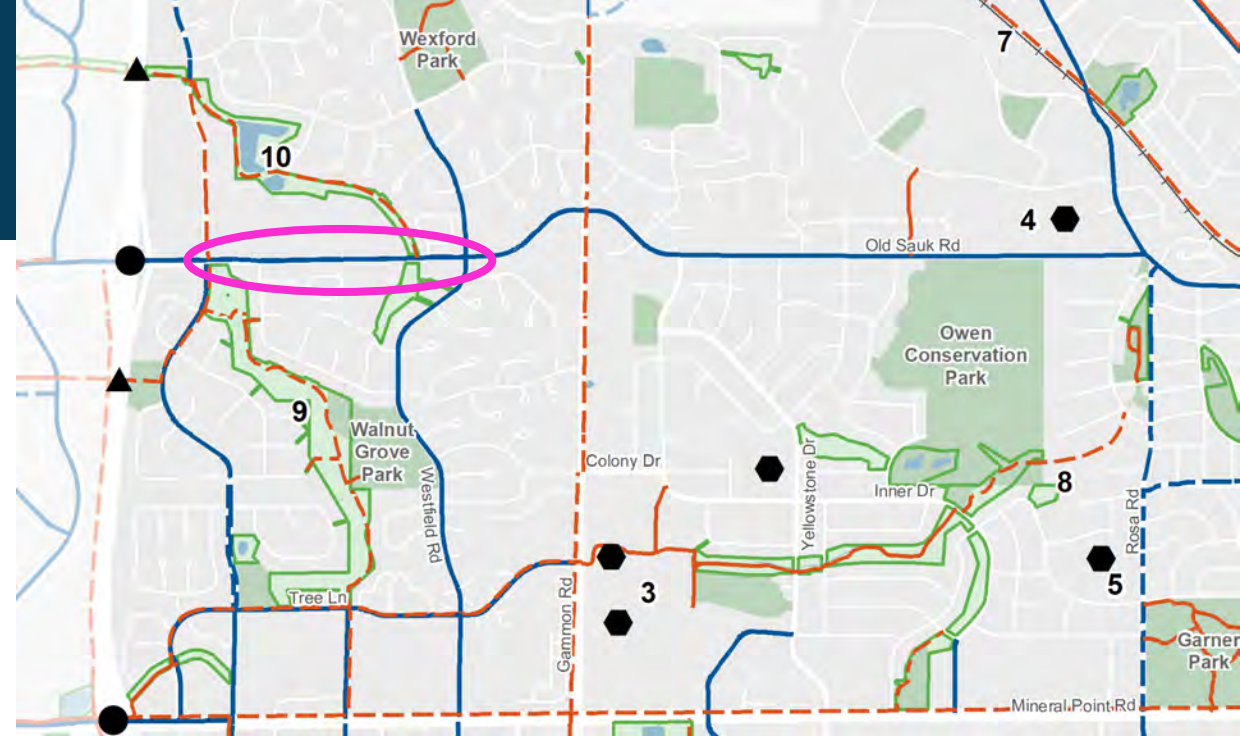 Wexford
Park
7
10
4
Old Sauk Rd
Owen
Conservation
Park
9
Walnut
Grove
Park
Colony Dr
Westfield Rd
Yellowstone Dr
Inner Dr
8
Rosa Rd
3
5
Tree Ln
Gammon Rd
Garner
Park
Mineral Point Rd